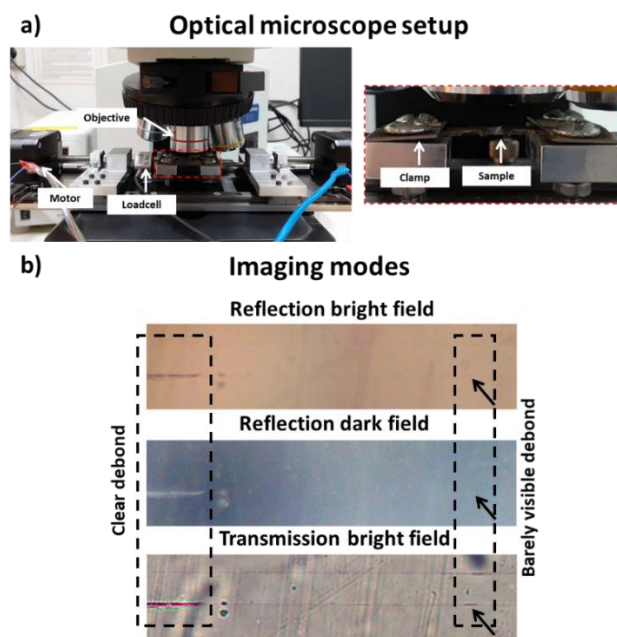 a) Optical microscope setup
Objective
Motor
Loadcell
Clamp
Sample
b) Imaging modes
Reflection bright field
Reflection dark field
Transmission bright field
Clear debond
Barely visible debond